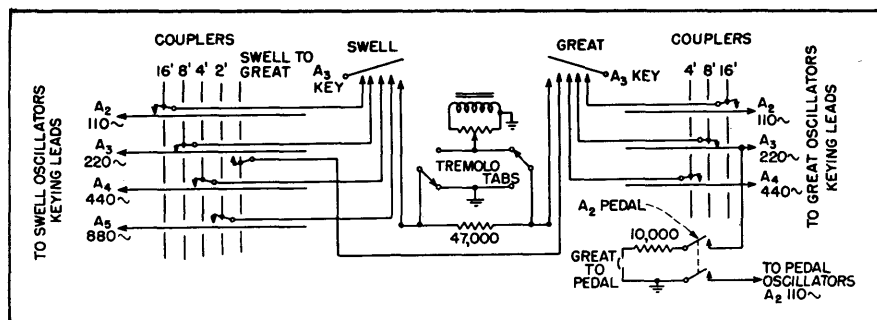 COUPLERS
16' 8' 4' 2'
SWELL TO
GREAT
SWELL
A3
KEY
GREAT
A3 KEY
COUPLERS
4' 8' 16'
TO SWELL OSCILLATORS
KEYING LEADS
A2
110~
A3
220~
A4
440~
A5
880~
TREMOLO
TABS
47,000
A2
110~
A3
220~
A4
440~
TO GREAT OSCILLATORS
KEYING LEADS
A2 PEDAL
10,000
GREAT
TO
PEDAL
TO PEDAL
OSCILLATORS
A2 110~